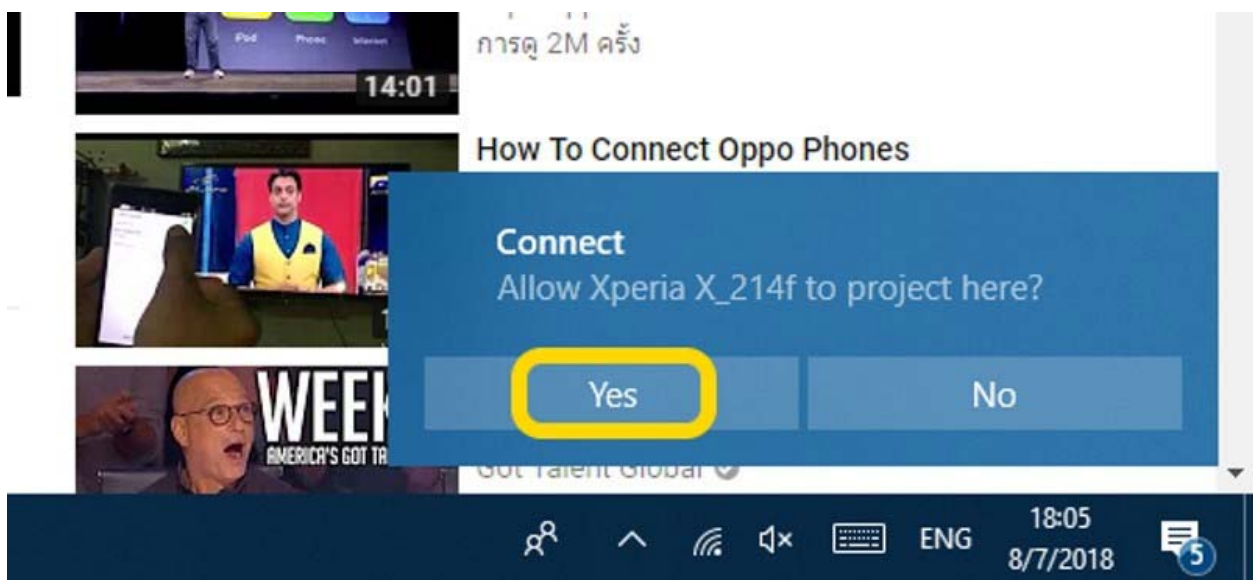 iPod
Phone
Internet
14:01
การดู 2M ครั้ง
How To Connect Oppo Phones
Connect
Allow Xperia X_214f to project here?
Yes
No
WEEK
AMERICA'S GOT TA
Got Talent Global
ENG
18:05
8/7/2018
5